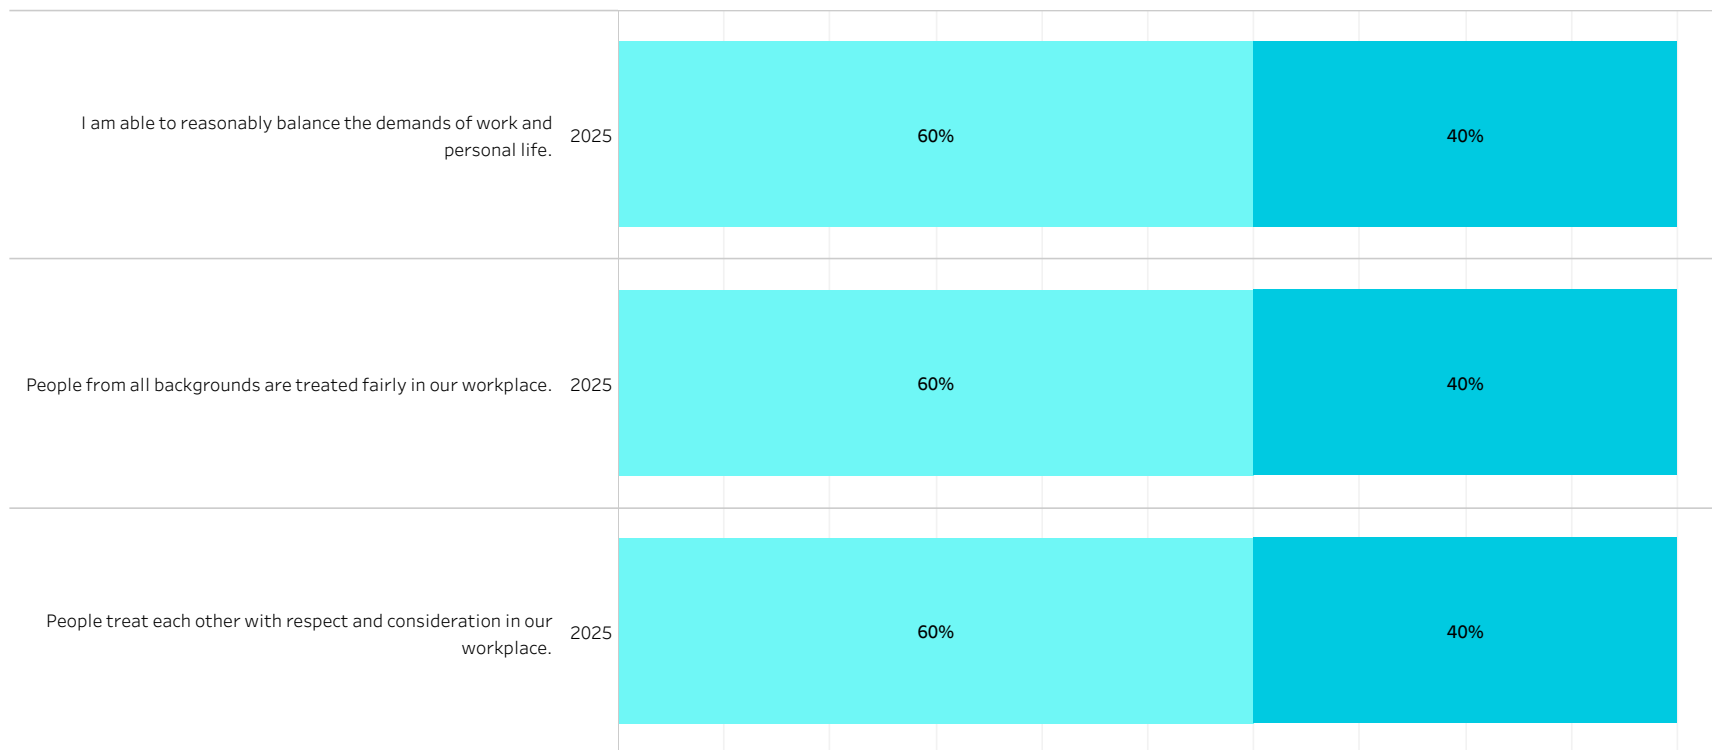 I am able to reasonably balance the demands of work and
personal life.
2025
60%
40%
People from all backgrounds are treated fairly in our workplace.
2025
60%
40%
People treat each other with respect and consideration in our
workplace.
2025
60%
40%